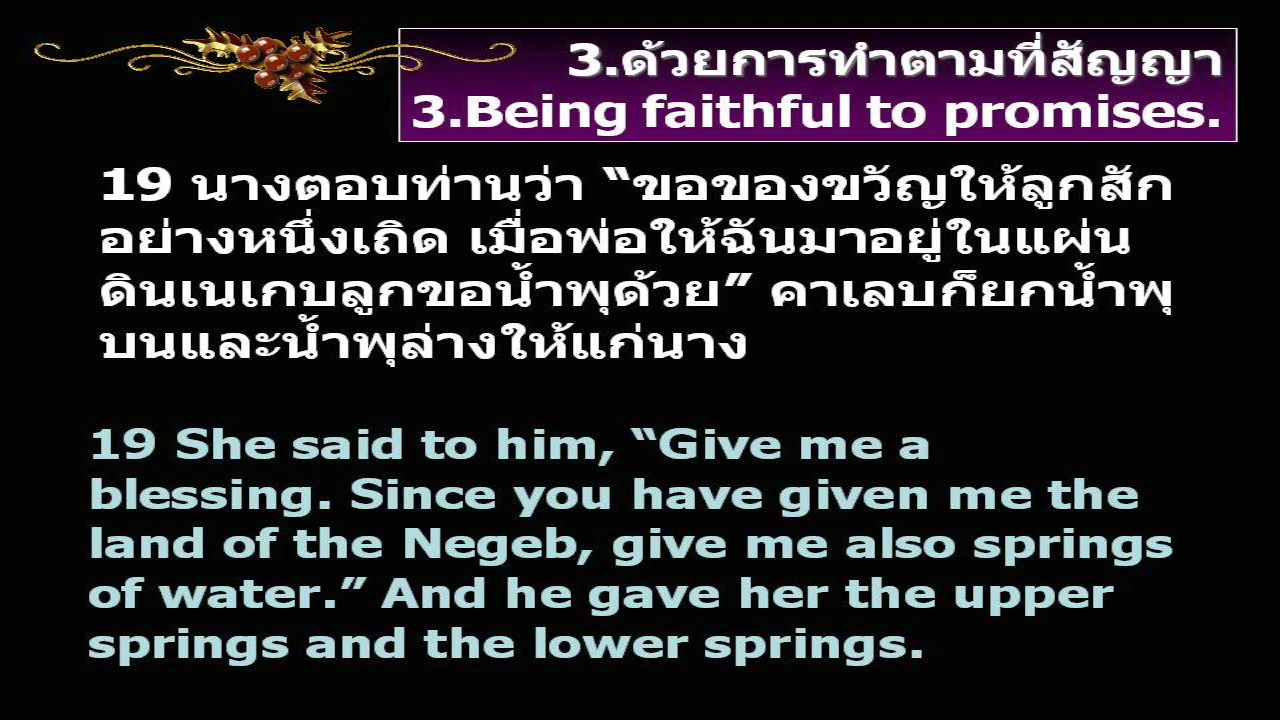 3.ด้วยการทำตามที่สัญญา
3.Being faithful to promises.
19 นางตอบท่านว่า “ขอของขวัญให้ลูกสัก
อย่างหนึ่งเถิด เมื่อพ่อให้ฉันมาอยู่ในแผ่น
ดินเนเกบลูกขอน้ำพุด้วย” คาเลบก็ยกน้ำพุ
บนและน้ำพุล่างให้แก่นาง
19 She said to him, “Give me a
blessing. Since you have given me the
land of the Negeb, give me also springs
of water.” And he gave her the upper
springs and the lower springs.